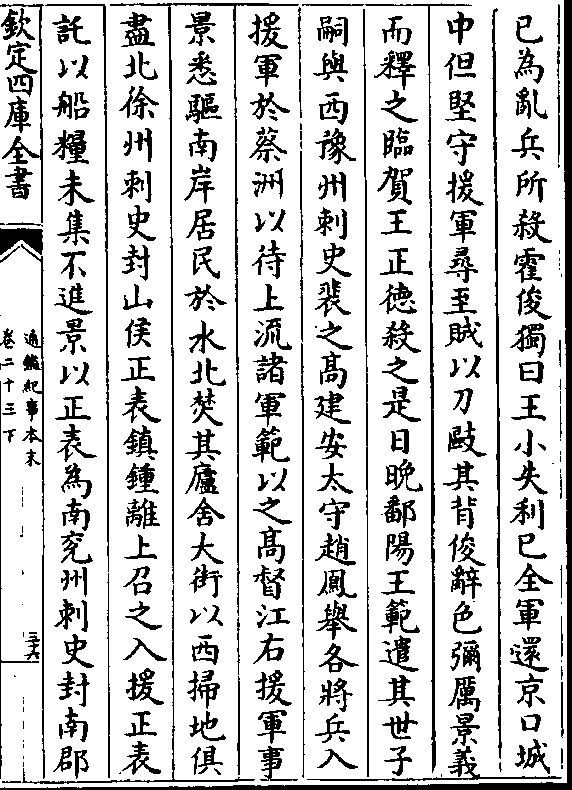 已為亂兵所殺霍俊獨曰王小失利已全軍還京口城
中但堅守援軍尋至賊以刀敺其背俊辭色彌厲景義
而釋之臨賀王正德殺之是日晚鄱陽王範遣其世子
嗣與西豫州刺史裴之髙建安太守趙鳳舉各將兵入
援軍於蔡洲以待上流諸軍範以之髙督江右援軍事
景悉驅南岸居民於水北焚其廬舍大街以西掃地俱
盡北徐州刺史封山侯正表鎮鍾離上召之入援正表
託以船糧未集不進景以正表為南兖州刺史封南郡
欽定四庫全書
通鑑紀事本末
卷二十三下
三十六